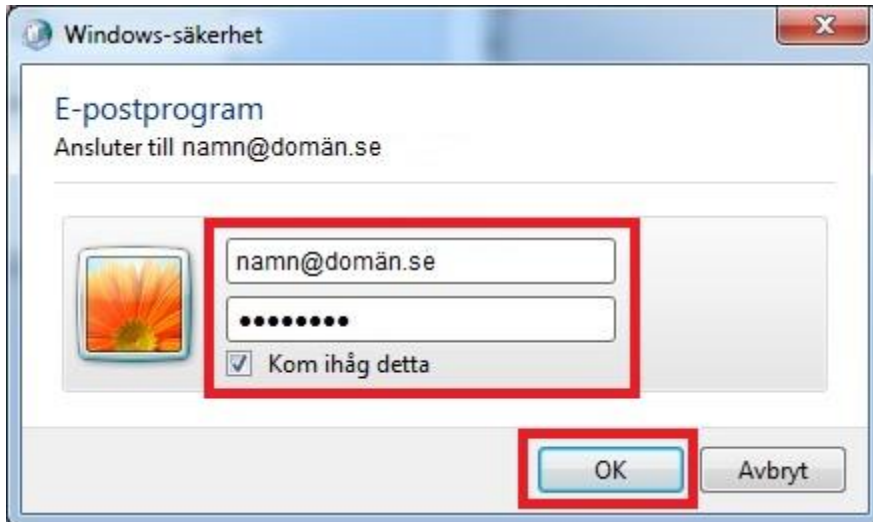 Windows-säkerhet
E-postprogram
Ansluter till namn@domän.se
namn@domän.se
●●●●●●●●
Kom ihåg detta
OK
Avbryt